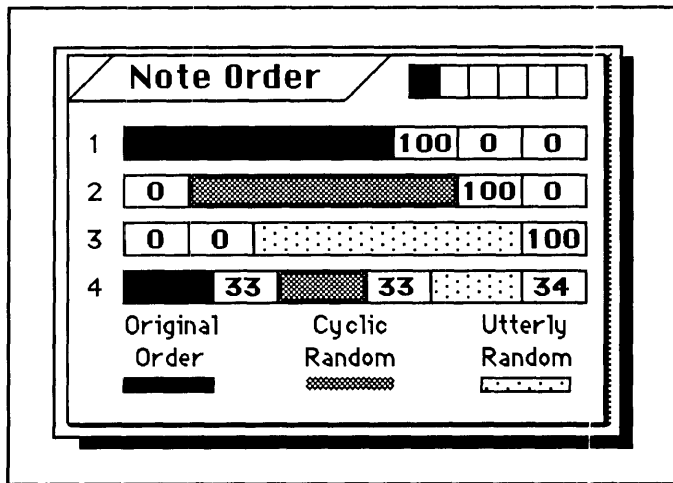 Note Order
1 100 0 0
2 0 100 0
3 0 0 100
4 33 33 34
Original Cyclic Utterly
Order Random Random